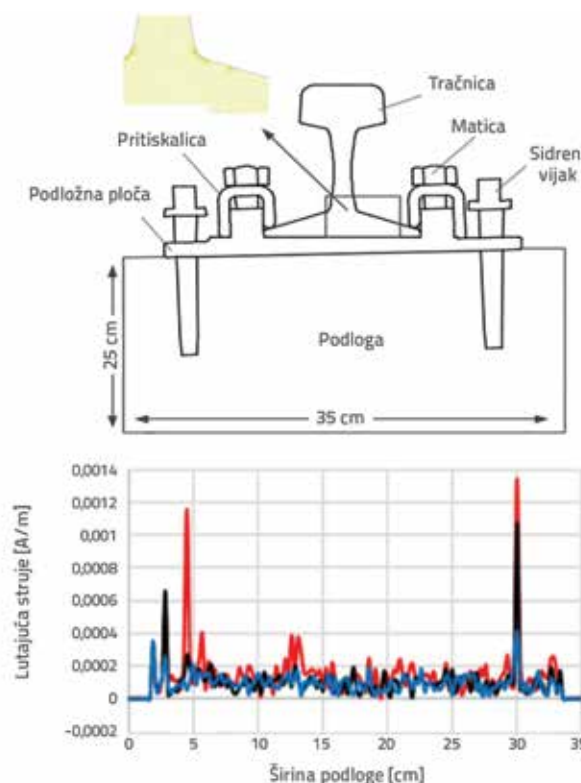 Tračnica
Matica
Pritiskalica
Sidren
vijak
Podložna ploča
Podloga
25 cm
35 cm
Lutajuća struje [A/m]
0,0014
0,0012
0,001
0,0008
0,0006
0,0004
0,0002
0
-0,0002
0 5 10 15 20 25 30 35
Širina podloge [cm]